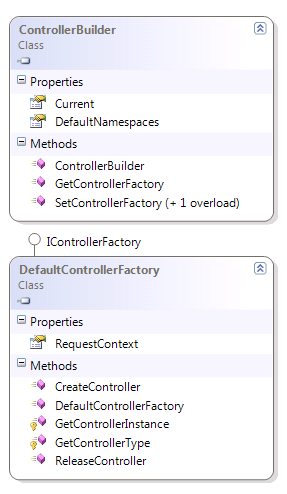 ControllerBuilder
Class
Properties
Current
DefaultNamespaces
Methods
ControllerBuilder
GetControllerFactory
SetControllerFactory (+ 1 overload)
IControllerFactory
DefaultControllerFactory
Class
Properties
RequestContext
Methods
CreateController
DefaultControllerFactory
GetControllerInstance
GetControllerType
ReleaseController